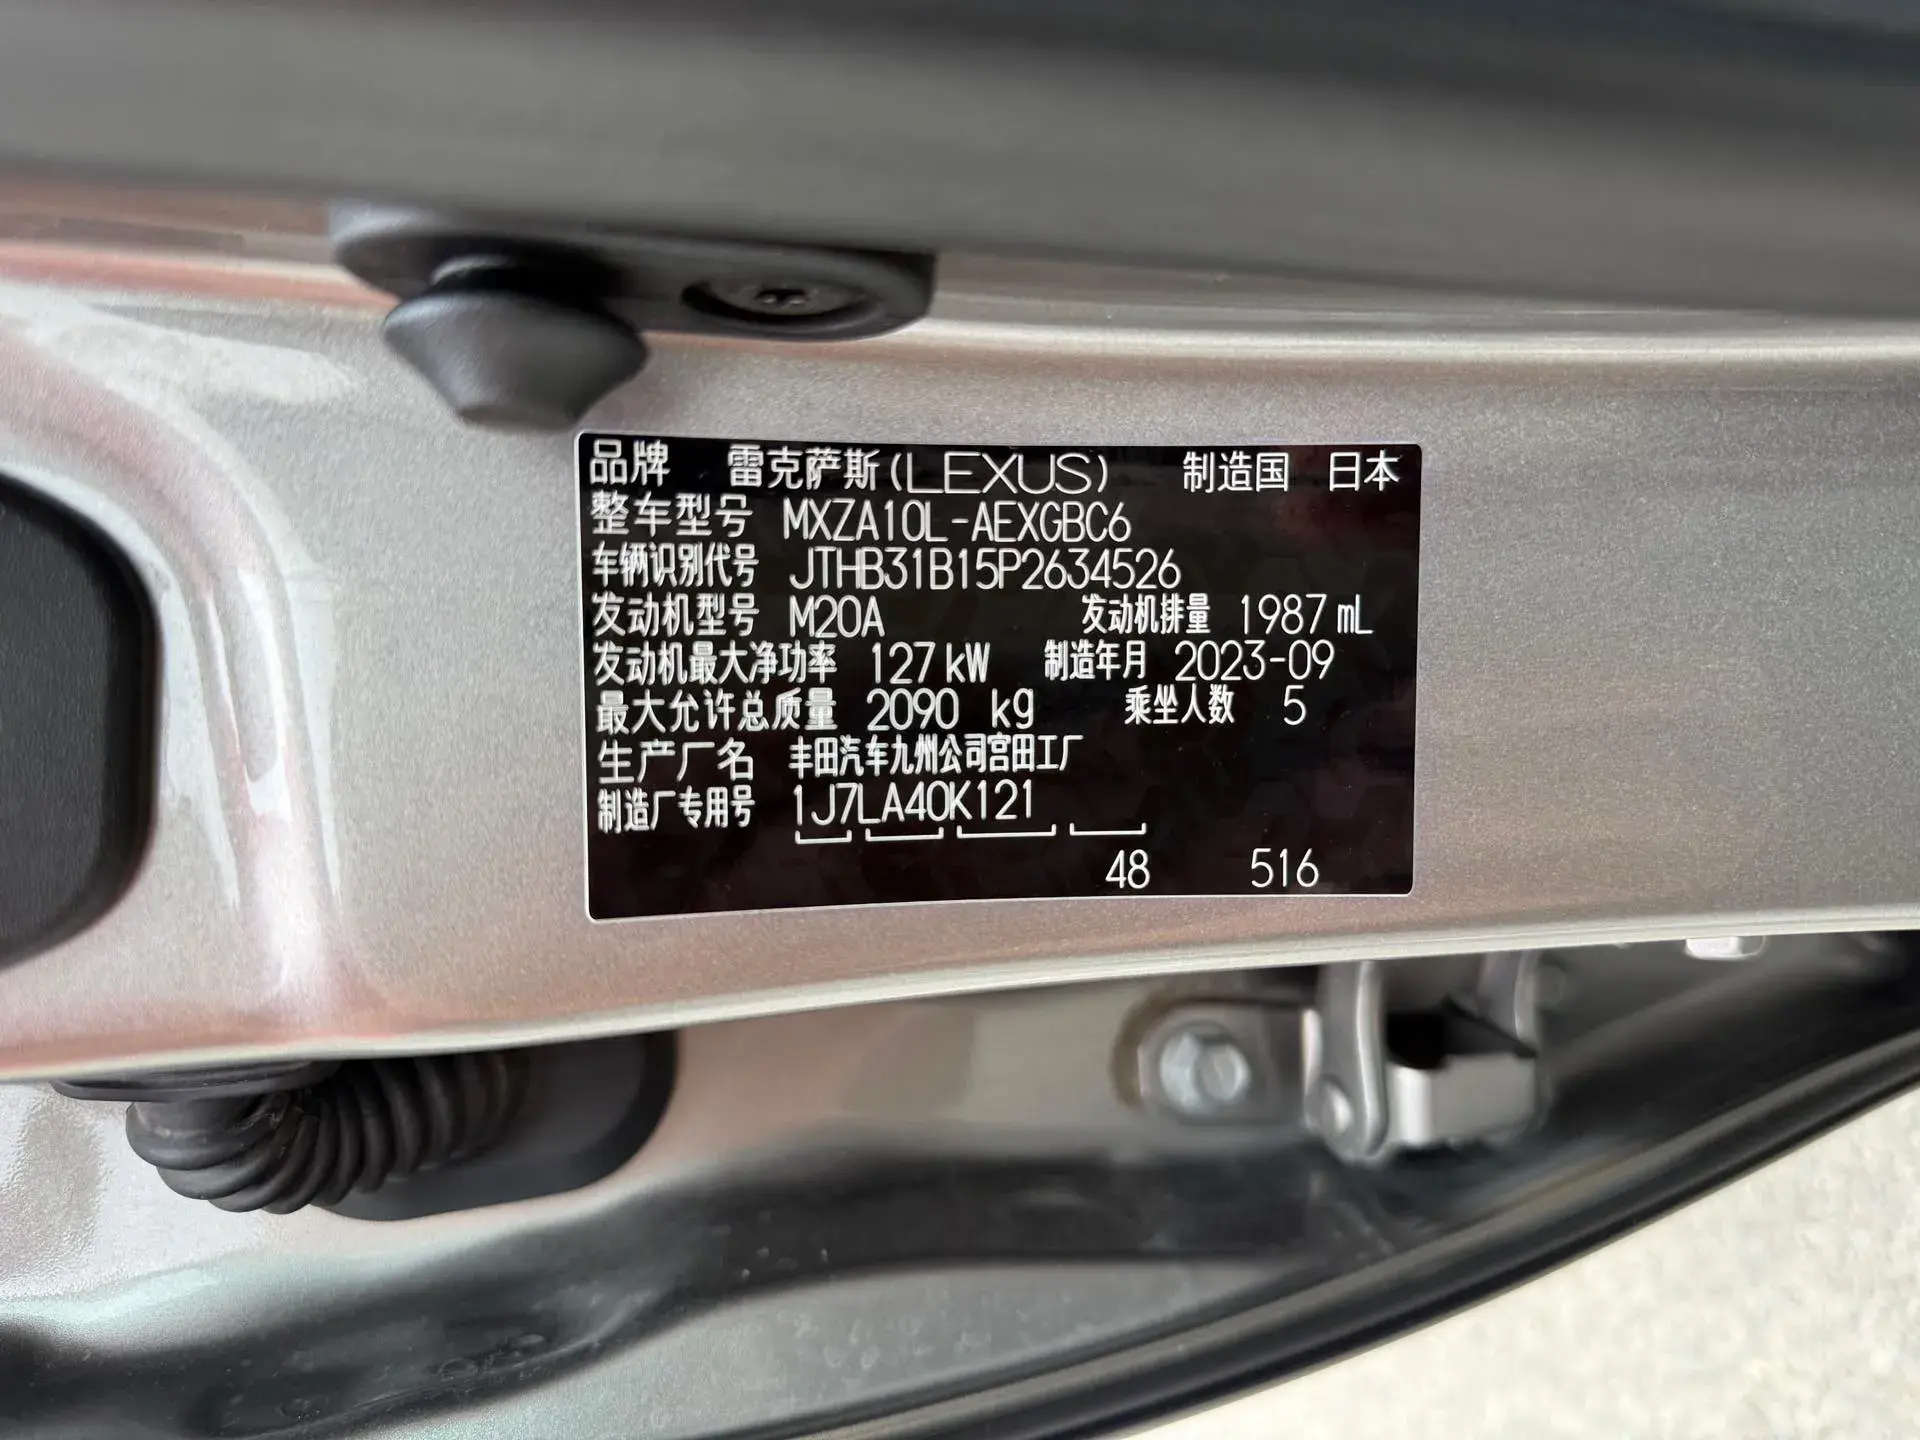 品牌 雷克萨斯(LEXUS) 制造国 日本
整车型号 MXZA10L-AEXGBC6
车辆识别代号 JTHB31B15P2634526
发动机型号 M20A 发动机排量 1987 mL
发动机最大净功率 127 kW 制造年月 2023-09
最大允许总质量 2090 kg 乘坐人数 5
生产厂名 丰田汽车九州公司宫田工厂
制造厂专用号 1J7LA40K121
48 516